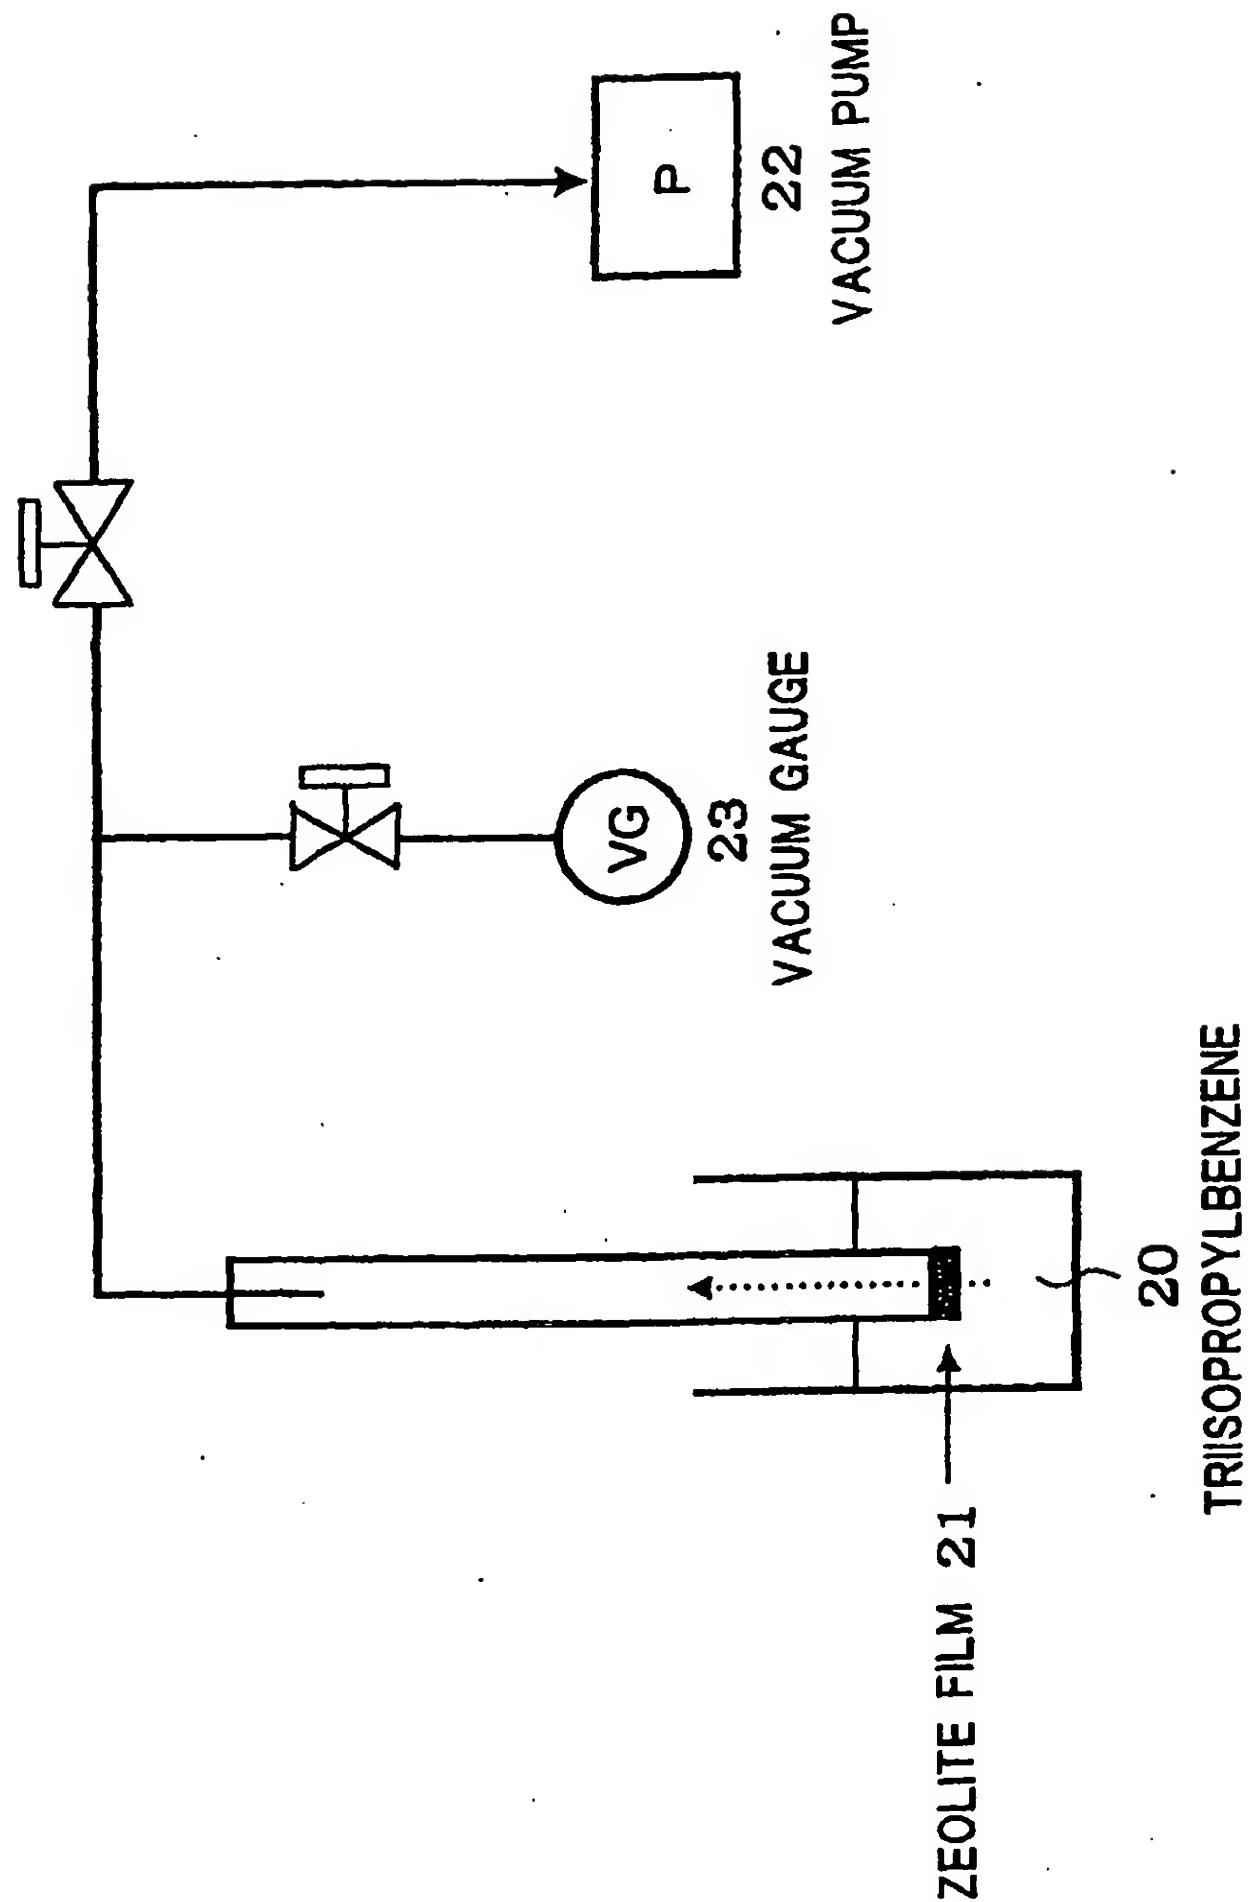 P
22
VACUUM PUMP
VG
23
VACUUM GAUGE
ZEOLITE FILM 21
20
TRIISOPROPYLBENZENE